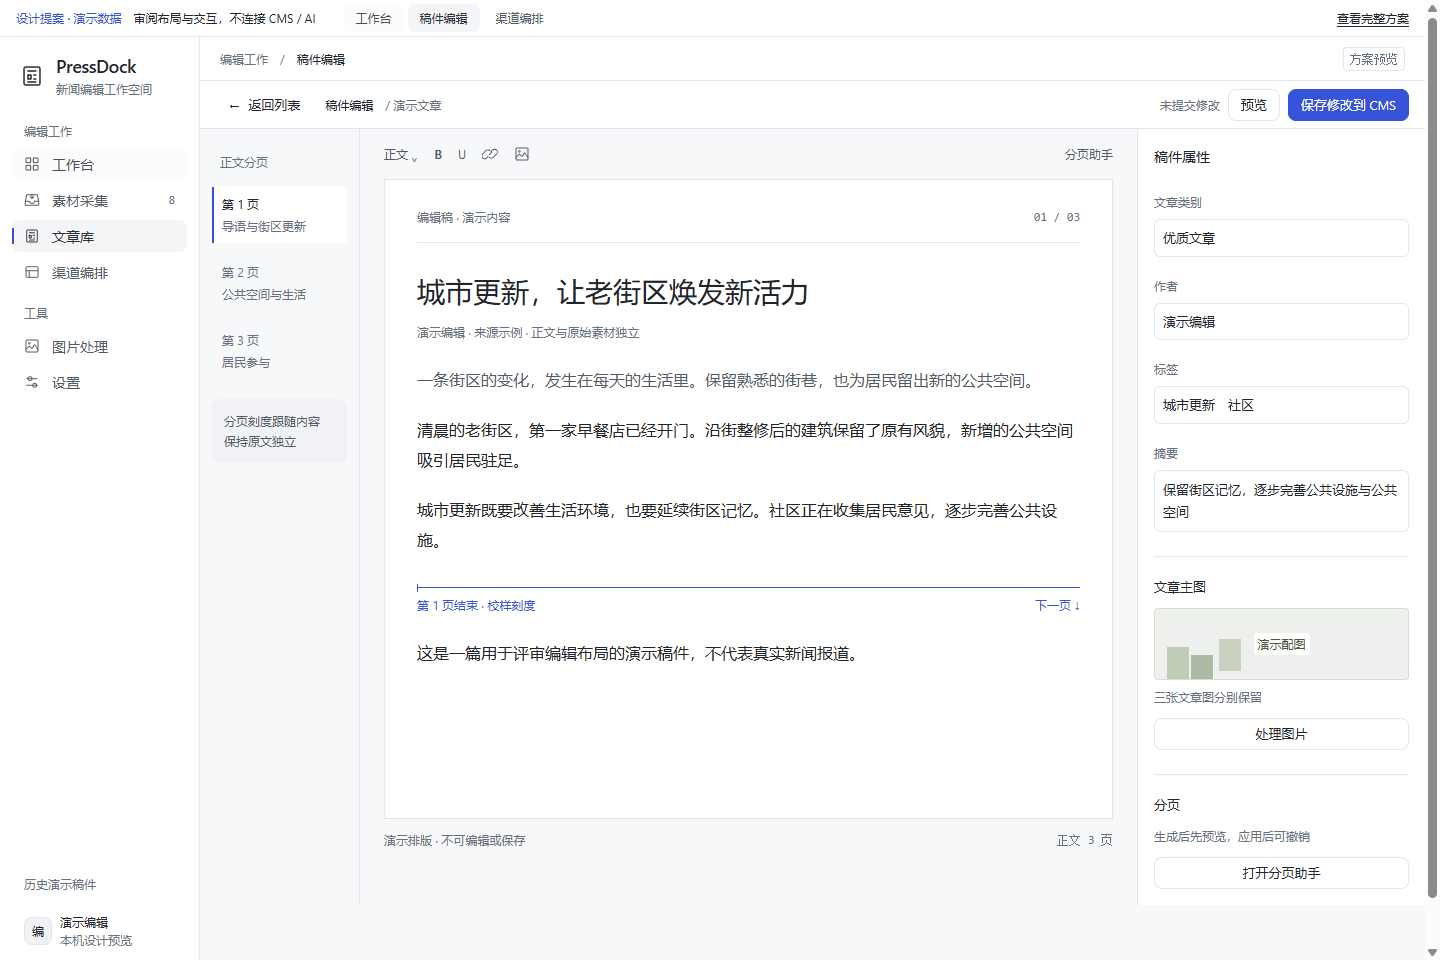 设计提案 · 演示数据 审阅布局与交互，不连接 CMS / AI 工作台 稿件编辑 渠道编排 查看完整方案
PressDock
新闻编辑工作空间
编辑工作
工作台
素材采集 8
文章库
渠道编排
工具
图片处理
设置
历史演示稿件
编
演示编辑
本机设计预览
编辑工作 / 稿件编辑 方案预览
← 返回列表 稿件编辑 / 演示文章 未提交修改 预览 保存修改到 CMS
正文分页
第 1 页
导语与街区更新
第 2 页
公共空间与生活
第 3 页
居民参与
分页刻度跟随内容
保持原文独立
正文 B U 分页助手
编辑稿 · 演示内容 01 / 03
城市更新，让老街区焕发新活力
演示编辑 · 来源示例 · 正文与原始素材独立
一条街区的变化，发生在每天的生活里。保留熟悉的街巷，也为居民留出新的公共空间。
清晨的老街区，第一家早餐店已经开门。沿街整修后的建筑保留了原有风貌，新增的公共空间
吸引居民驻足。
城市更新既要改善生活环境，也要延续街区记忆。社区正在收集居民意见，逐步完善公共设
施。
第 1 页结束 · 校样刻度 下一页 ↓
这是一篇用于评审编辑布局的演示稿件，不代表真实新闻报道。
演示排版 · 不可编辑或保存 正文 3 页
稿件属性
文章类别
优质文章
作者
演示编辑
标签
城市更新 社区
摘要
保留街区记忆，逐步完善公共设施与公共
空间
文章主图
演示配图
三张文章图分别保留
处理图片
分页
生成后先预览，应用后可撤销
打开分页助手